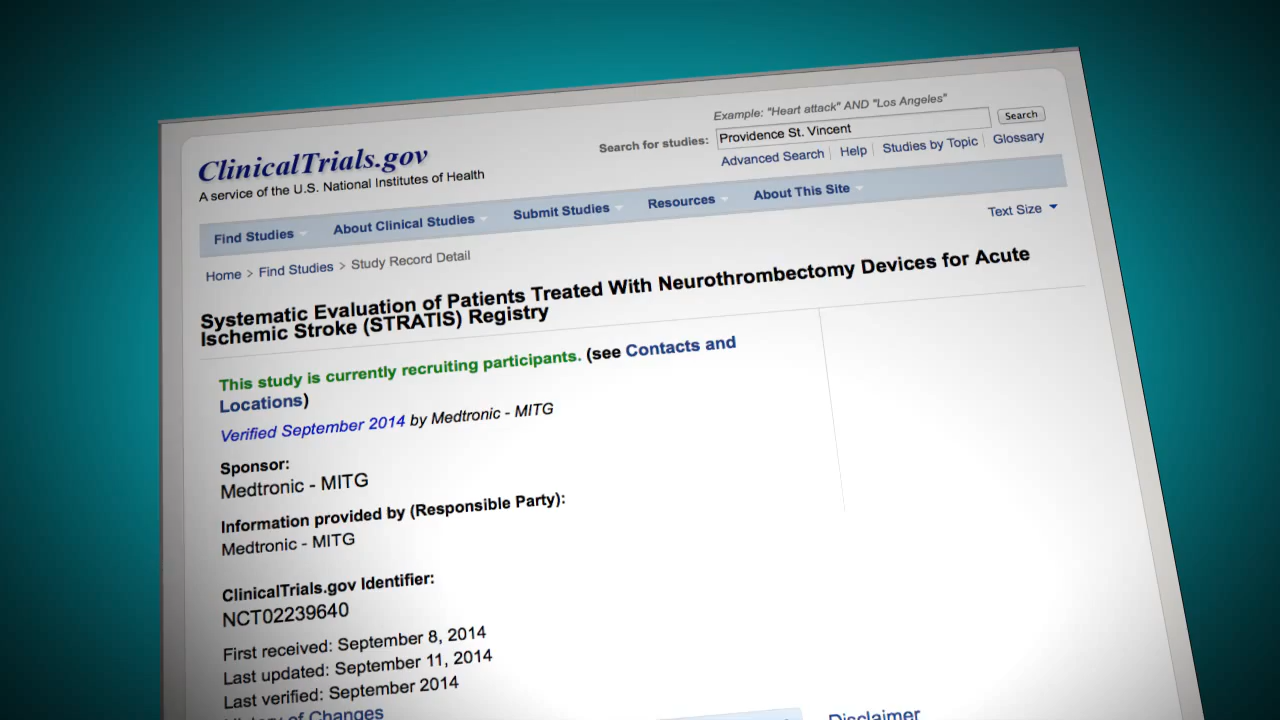 Example: "Heart attack" AND "Los Angeles"
Search for studies: Providence St. Vincent Search
Advanced Search Help Studies by Topic Glossary
ClinicalTrials.gov
A service of the U.S. National Institutes of Health
Find Studies About Clinical Studies Submit Studies Resources About This Site
Text Size
Home > Find Studies > Study Record Detail
Systematic Evaluation of Patients Treated With Neurothrombectomy Devices for Acute
Ischemic Stroke (STRATIS) Registry
This study is currently recruiting participants. (see Contacts and
Locations)
Verified September 2014 by Medtronic - MITG
Sponsor:
Medtronic - MITG
Information provided by (Responsible Party):
Medtronic - MITG
ClinicalTrials.gov Identifier:
NCT02239640
First received: September 8, 2014
Last updated: September 11, 2014
Last verified: September 2014
History of Changes
Disclaimer